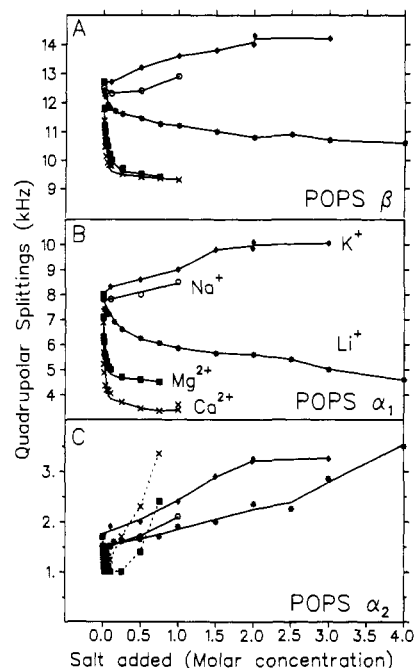 A
14
13
12
11
10
9
POPS β
Quadrupolar Splittings (kHz)
B
10
9
8
7
6
5
4
K⁺
Na⁺
Li⁺
Mg²⁺
Ca²⁺
POPS α₁
C
3.
2.
1.
POPS α₂
0.0 0.5 1.0 1.5 2.0 2.5 3.0 3.5 4.0
Salt added (Molar concentration)